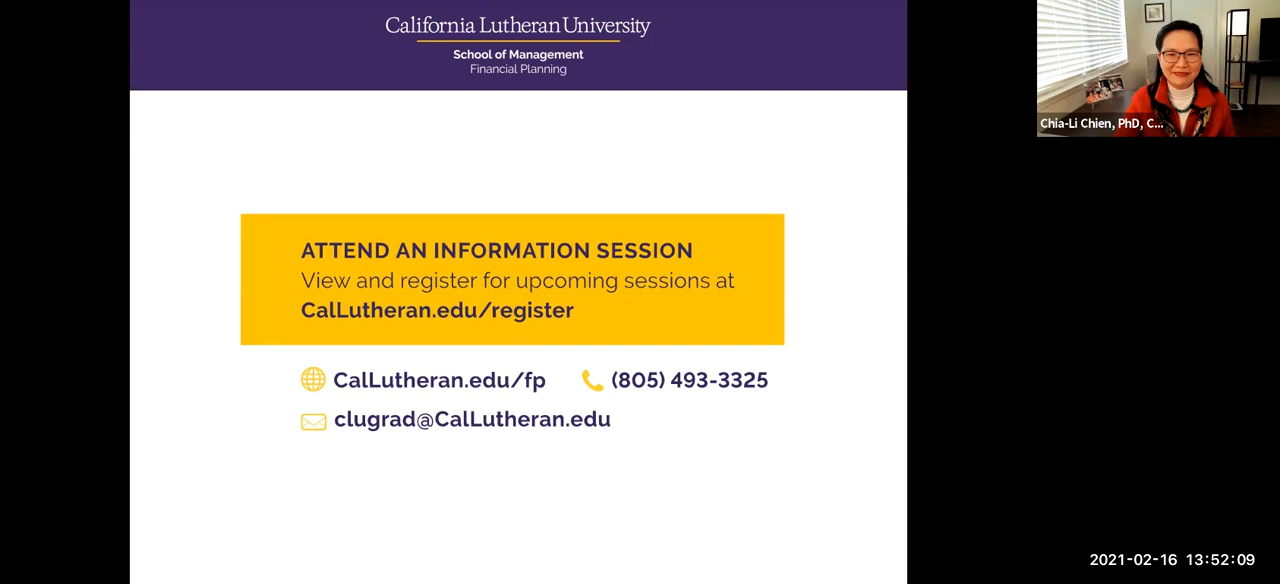 California Lutheran University
School of Management
Financial Planning
ATTEND AN INFORMATION SESSION
View and register for upcoming sessions at
CalLutheran.edu/register
CalLutheran.edu/fp
(805) 493-3325
clugrad@CalLutheran.edu
Chia-Li Chien, PhD, C...
2021-02-16 13:52:09